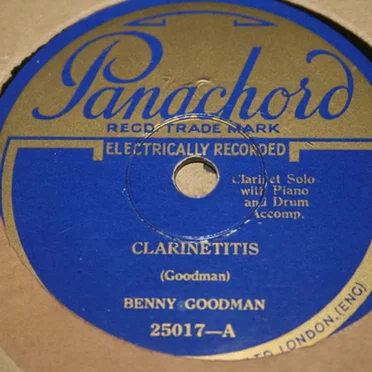 Panachord
REGD. TRADE MARK
ELECTRICALLY RECORDED
Clarinet Solo
with Piano
and Drum
Accomp.
CLARINETITIS
(Goodman)
BENNY GOODMAN
25017—A
LONDON, (ENG)